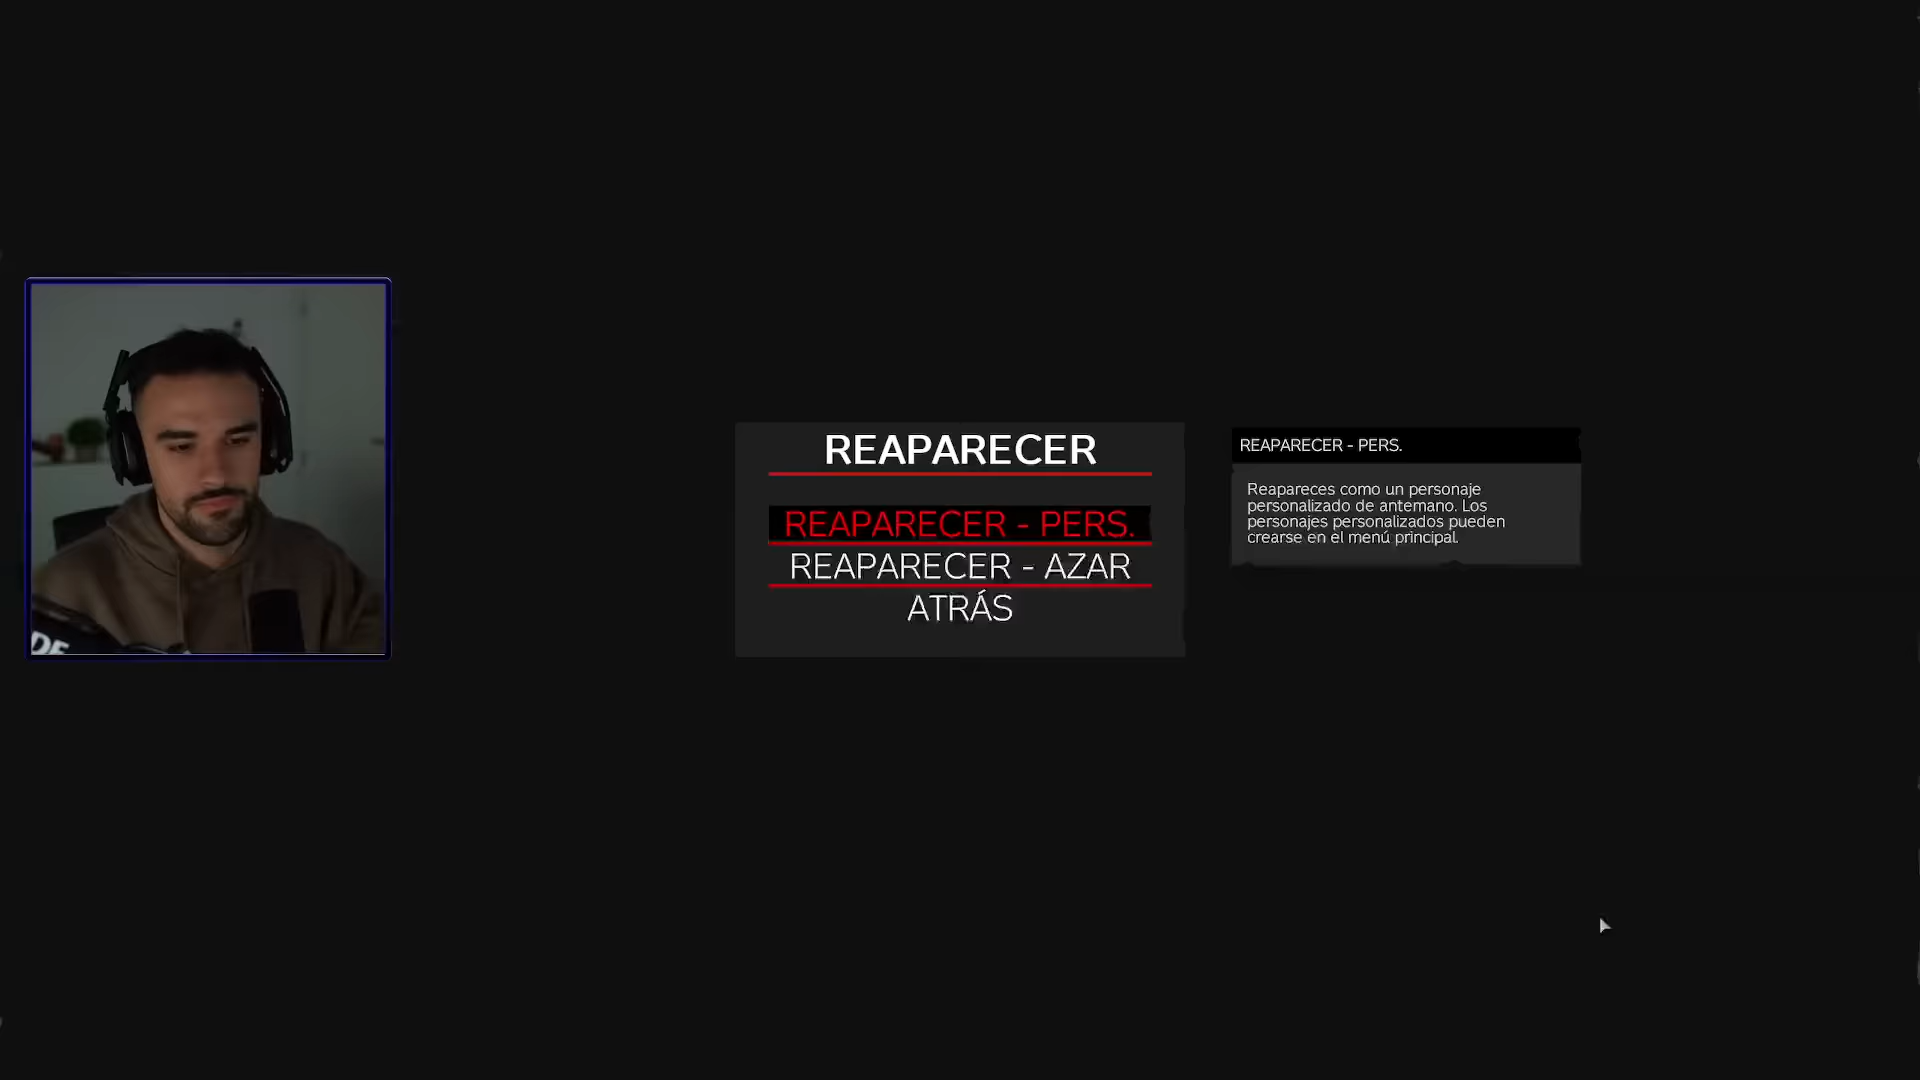 REAPARECER
REAPARECER - PERS.
REAPARECER - AZAR
ATRÁS
REAPARECER - PERS.
Reapareces como un personaje
personalizado de antemano. Los
personajes personalizados pueden
crearse en el menú principal.
DE